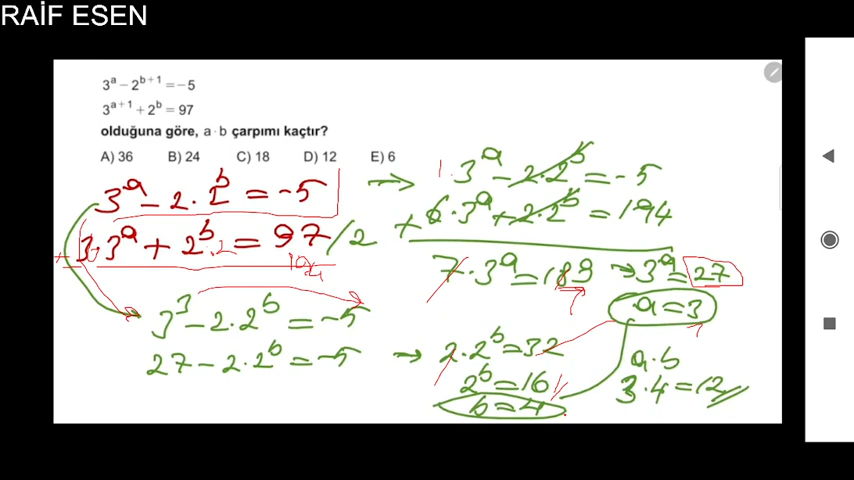 RAİF ESEN
3^a − 2^(b+1) = −5
3^(a+1) + 2^b = 97
olduğuna göre, a · b çarpımı kaçtır?
A) 36 B) 24 C) 18 D) 12 E) 6
3^a − 2 . 2^b = −5
3 . 3^a + 2^b . 2 = 97 / 2
194
3^3 − 2 . 2^b = −5
27 − 2 . 2^b = −5
→ 1 . 3^a − 2 . 2^b = −5
+ 6 . 3^a + 2 . 2^b = 194
7 . 3^a = 189 → 3^a = 27
a = 3
→ 2 . 2^b = 32
2^b = 16
b = 4
a . b
3 . 4 = 12